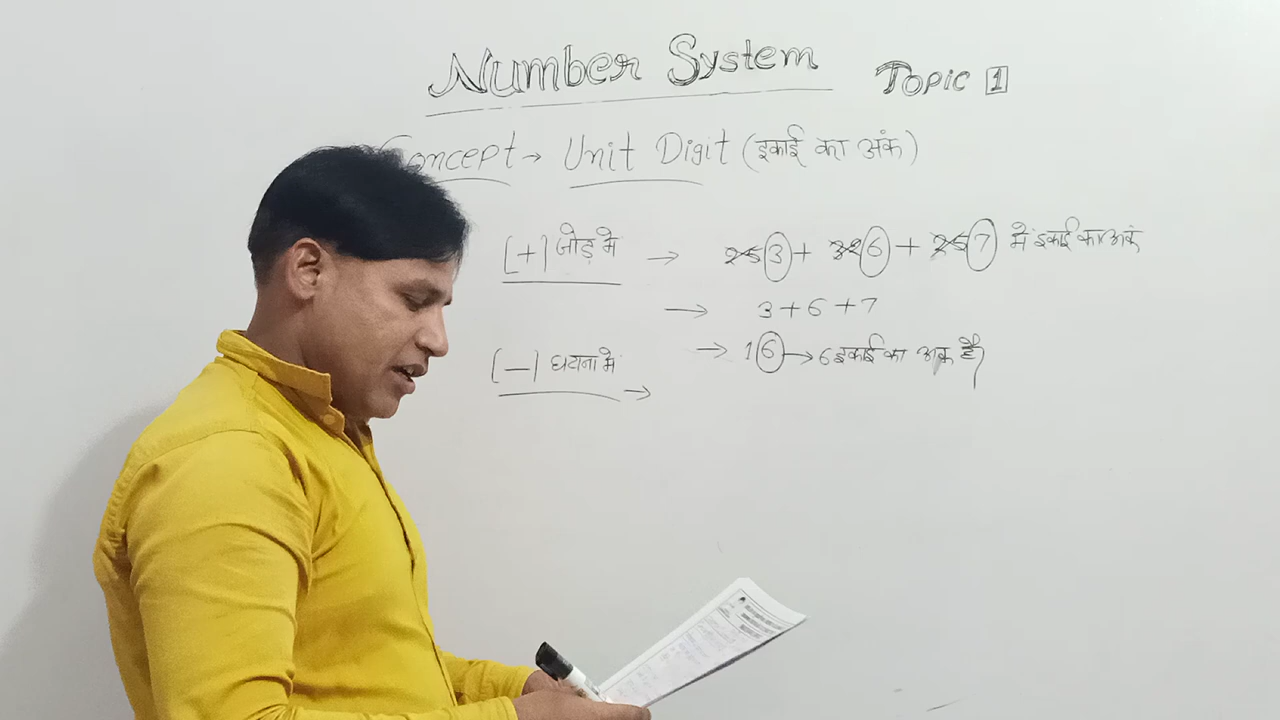 Number System Topic 1
Concept → Unit Digit (इकाई का अंक)
(+) जोड़ में → 253 + 326 + 257 में इकाई का अंक
→ 3+6+7
(—) घटाना में → → 16 → 6 इकाई का अंक है।